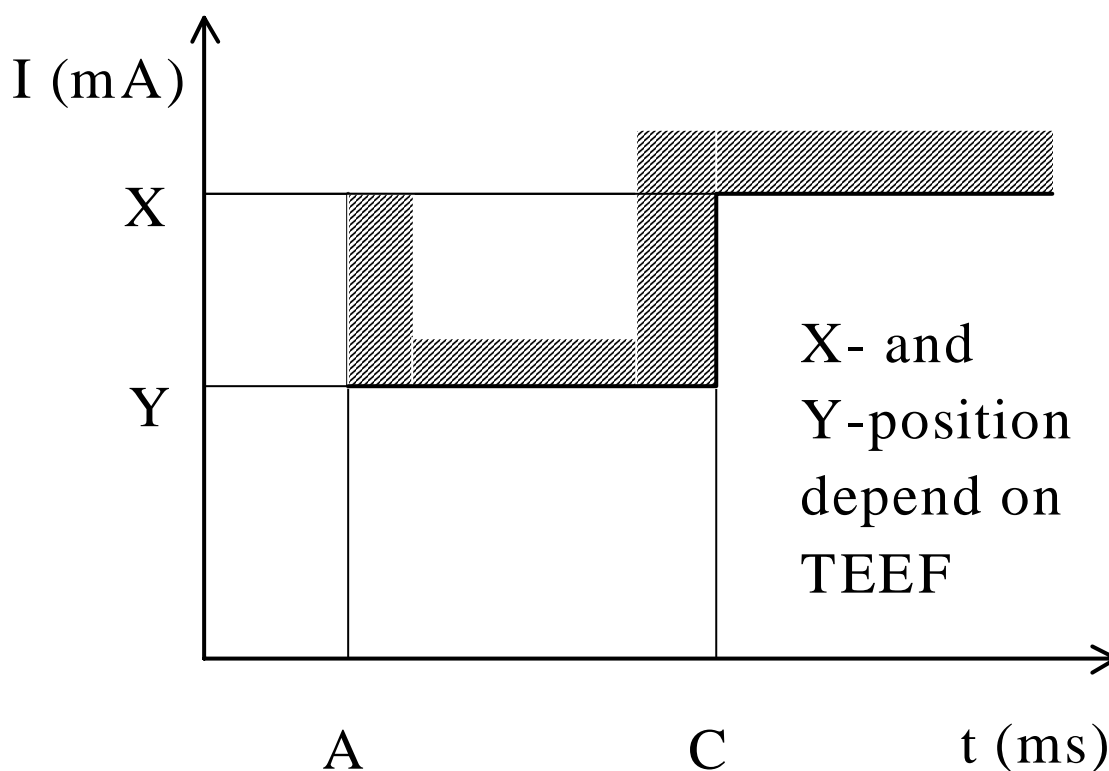 I (mA)
X
Y
X- and
Y-position
depend on
TEEF
A
C
t (ms)